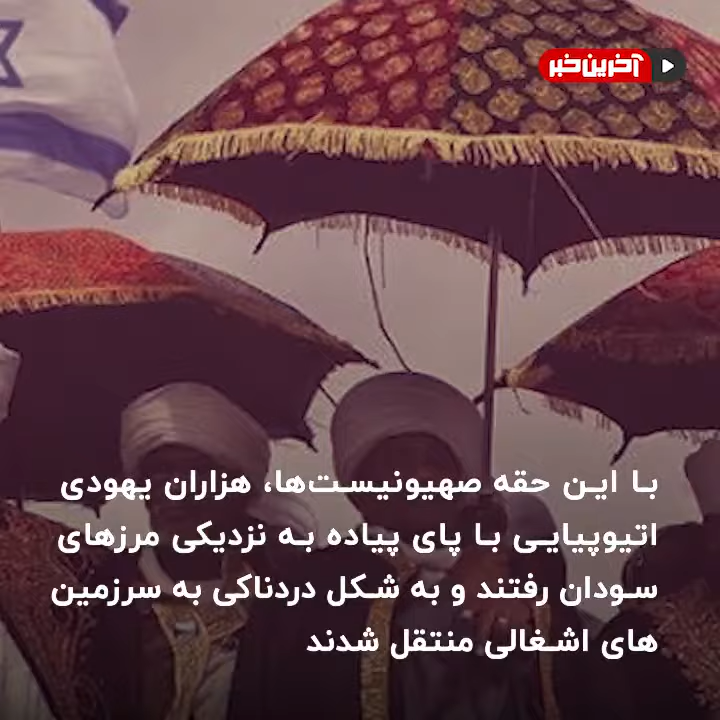 آخرین خبر
با این حقه صهیونیست‌ها، هزاران یهودی
اتیوپیایی با پای پیاده به نزدیکی مرزهای
سودان رفتند و به شکل دردناکی به سرزمین
های اشغالی منتقل شدند